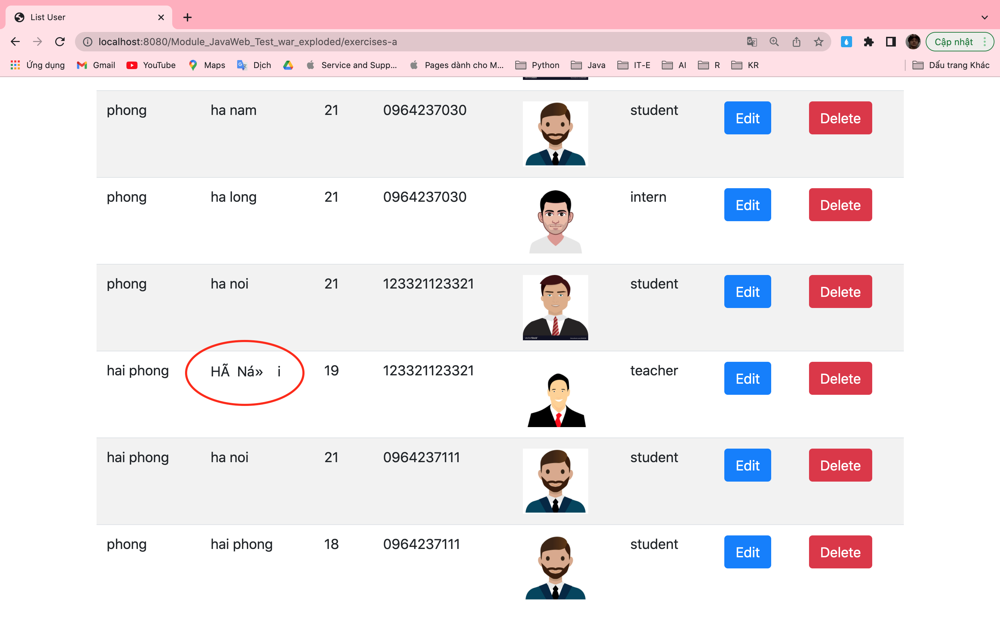 List User
localhost:8080/Module_JavaWeb_Test_war_exploded/exercises-a
Cập nhật
Ứng dụng Gmail YouTube Maps Dịch Service and Supp... Pages dành cho M... Python Java IT-E AI R KR Dấu trang Khác
phong ha nam 21 0964237030 student Edit Delete
phong ha long 21 0964237030 intern Edit Delete
phong ha noi 21 123321123321 student Edit Delete
VectorStock
hai phong HÃ Ná» i 19 123321123321 teacher Edit Delete
hai phong ha noi 21 0964237111 student Edit Delete
phong hai phong 18 0964237111 student Edit Delete